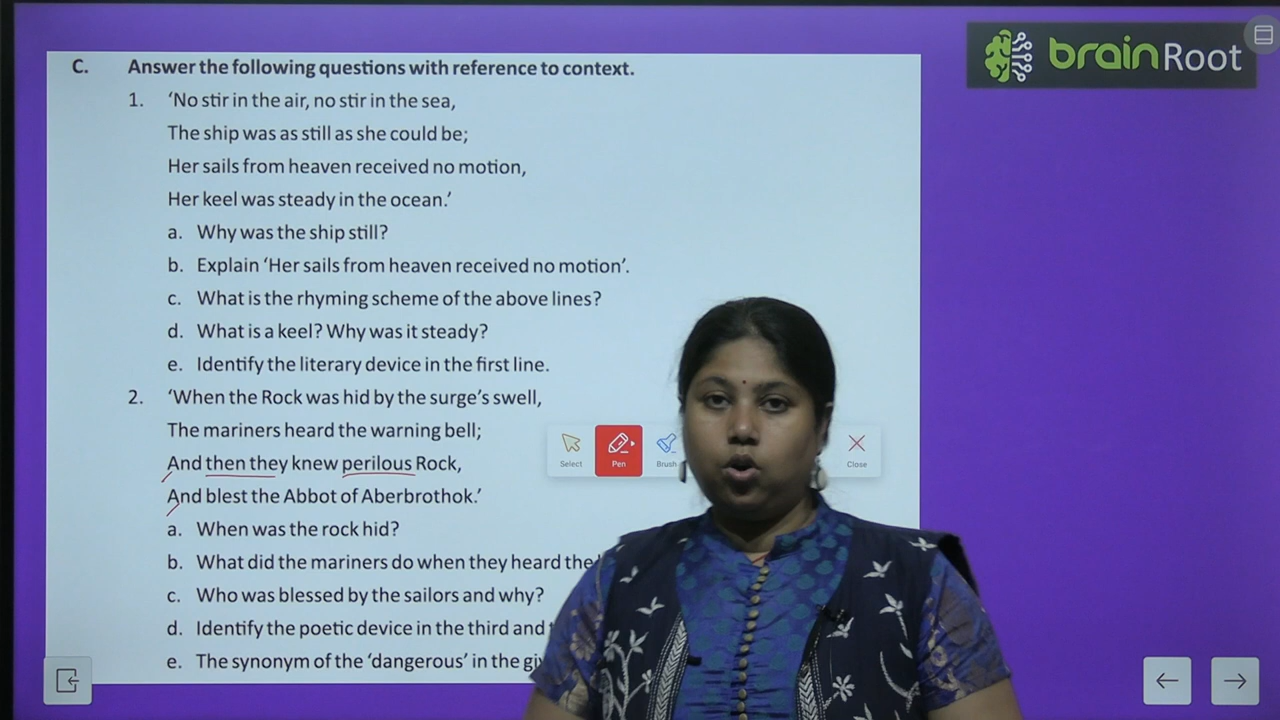 brainRoot
C. Answer the following questions with reference to context.
1. ‘No stir in the air, no stir in the sea,
The ship was as still as she could be;
Her sails from heaven received no motion,
Her keel was steady in the ocean.’
a. Why was the ship still?
b. Explain ‘Her sails from heaven received no motion’.
c. What is the rhyming scheme of the above lines?
d. What is a keel? Why was it steady?
e. Identify the literary device in the first line.
2. ‘When the Rock was hid by the surge’s swell,
The mariners heard the warning bell;
And then they knew perilous Rock,
And blest the Abbot of Aberbrothok.’
a. When was the rock hid?
b. What did the mariners do when they heard the
c. Who was blessed by the sailors and why?
d. Identify the poetic device in the third and
e. The synonym of the ‘dangerous’ in the
Select Pen Brush Close